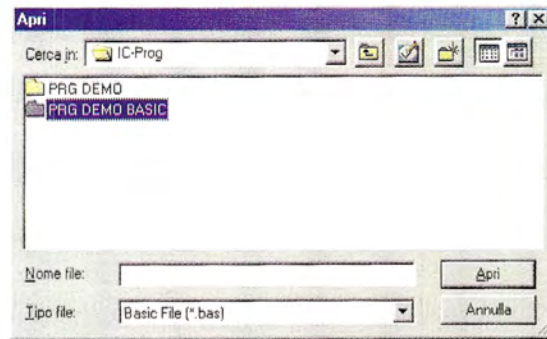 Apri
Cerca in: IC-Prog
PRG DEMO
PRG DEMO BASIC
Nome file:
Apri
Tipo file: Basic File (*.bas)
Annulla